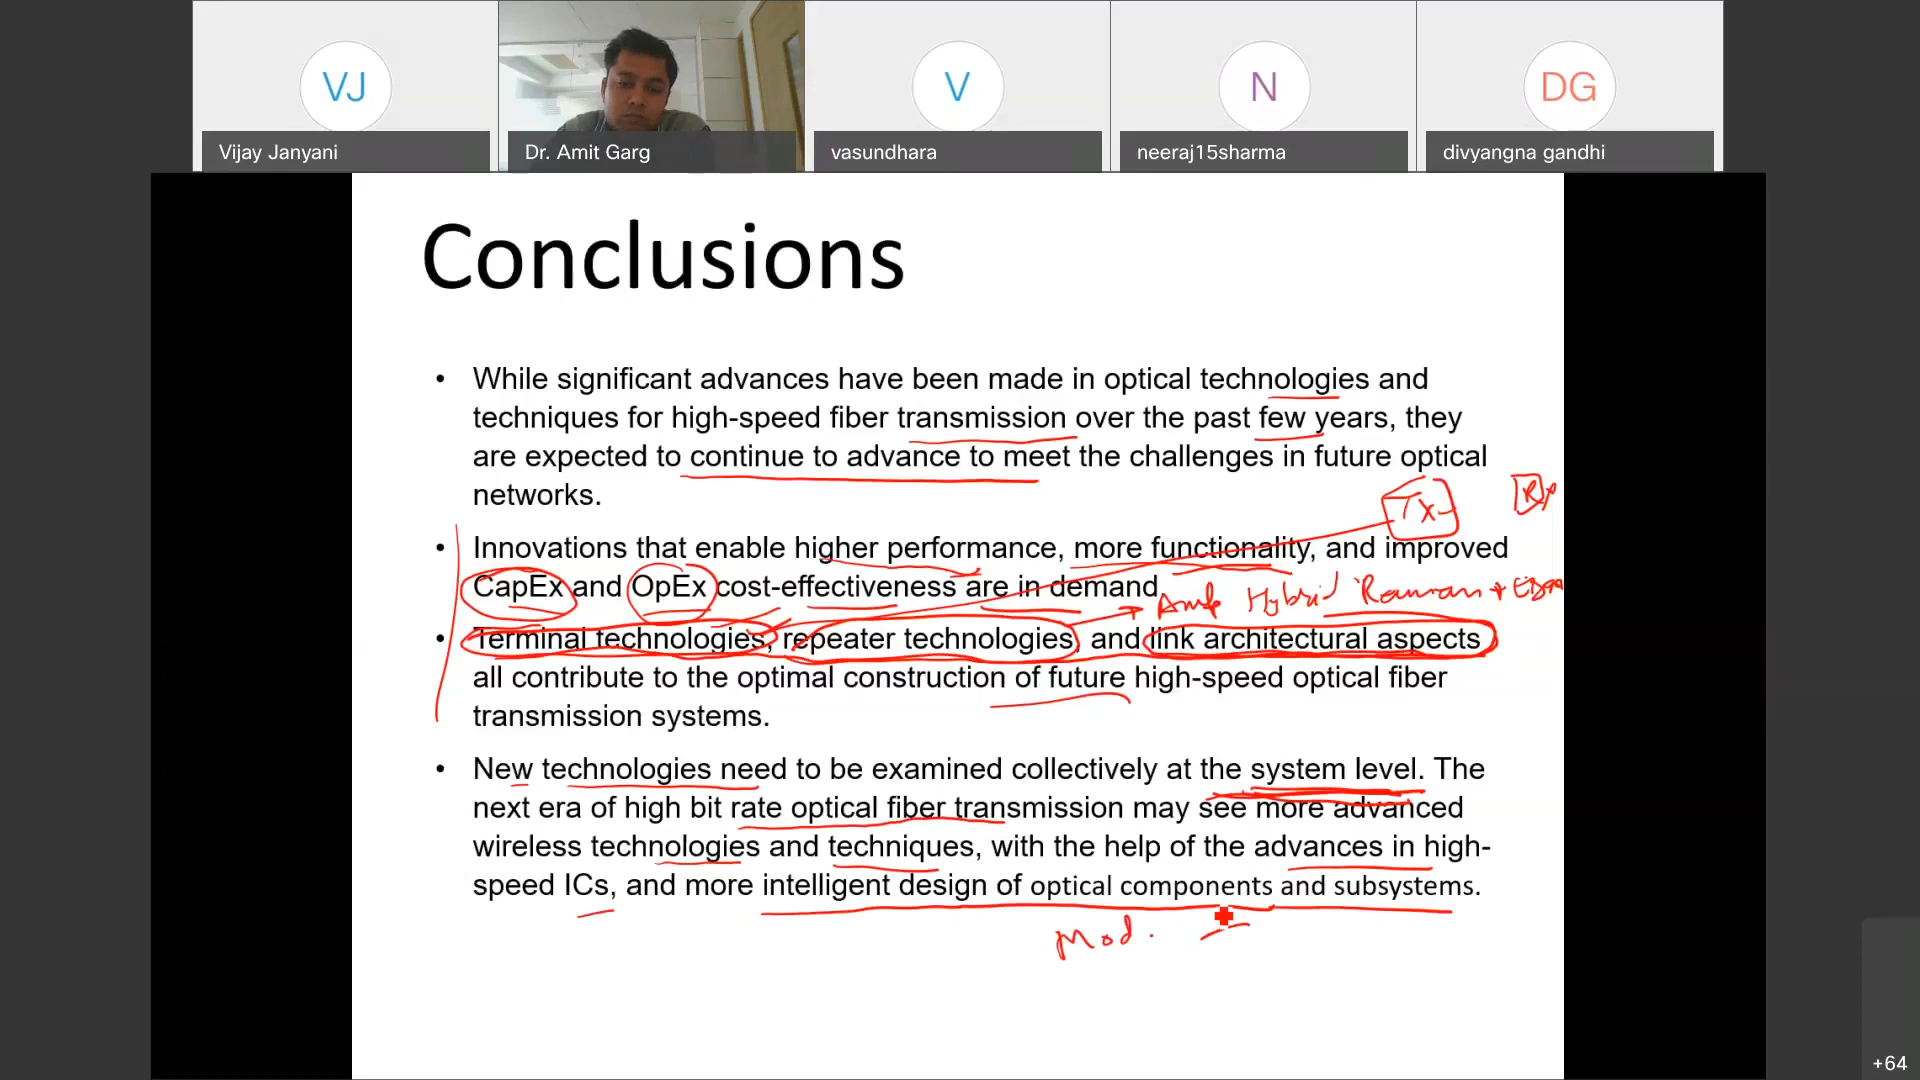 VJ
V
N
DG
Vijay Janyani
Dr. Amit Garg
vasundhara
neeraj15sharma
divyangna gandhi
Conclusions
• While significant advances have been made in optical technologies and
techniques for high-speed fiber transmission over the past few years, they
are expected to continue to advance to meet the challenges in future optical
networks.
Tx
Rx
• Innovations that enable higher performance, more functionality, and improved
CapEx and OpEx cost-effectiveness are in demand.
Amp Hybrid Raman +
• Terminal technologies, repeater technologies, and link architectural aspects
all contribute to the optimal construction of future high-speed optical fiber
transmission systems.
• New technologies need to be examined collectively at the system level. The
next era of high bit rate optical fiber transmission may see more advanced
wireless technologies and techniques, with the help of the advances in high-
speed ICs, and more intelligent design of optical components and subsystems.
Mod.
+64